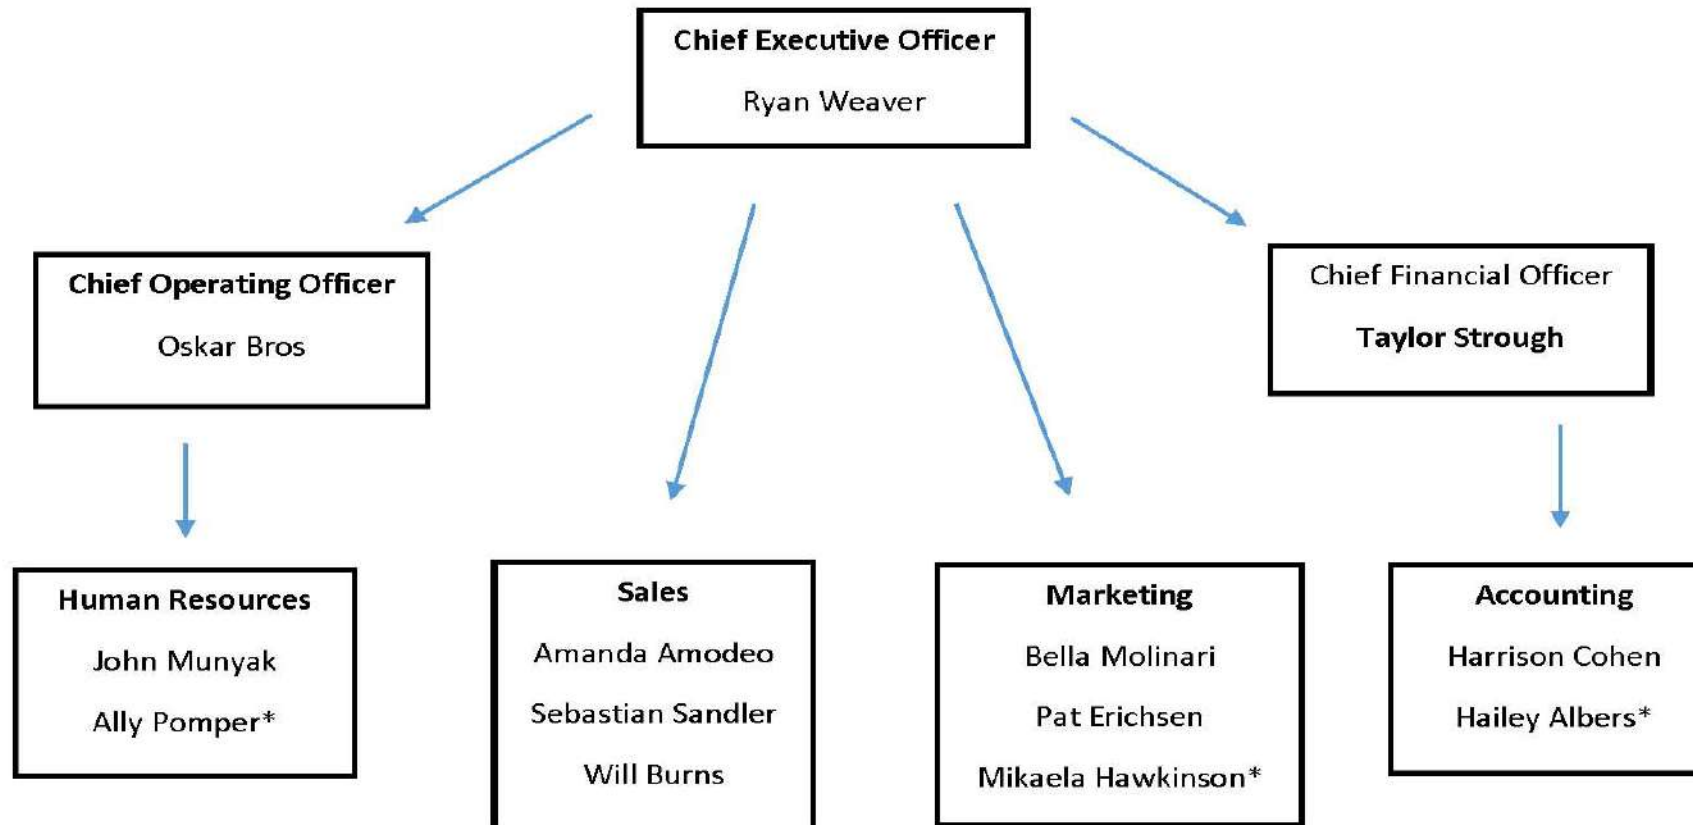 Chief Executive Officer
Ryan Weaver
Chief Operating Officer
Oskar Bros
Chief Financial Officer
Taylor Strough
Human Resources
John Munyak
Ally Pomper*
Sales
Amanda Amodeo
Sebastian Sandler
Will Burns
Marketing
Bella Molinari
Pat Erichsen
Mikaela Hawkinson*
Accounting
Harrison Cohen
Hailey Albers*